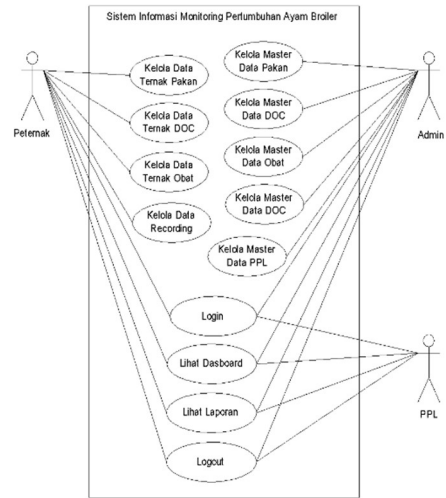 Sistem Informasi Monitoring Pertumbuhan Ayam Broiler
Kelola Data
Ternak Pakan
Kelola Master
Data Pakan
Kelola Data
Ternak DOC
Kelola Master
Data DOC
Peternak
Admin
Kelola Data
Ternak Obat
Kelola Master
Data Obat
Kelola Data
Recording
Kelola Master
Data DOC
Kelola Master
Data PPL
Login
Lihat Dasboard
PPL
Lihat Laporan
Logout